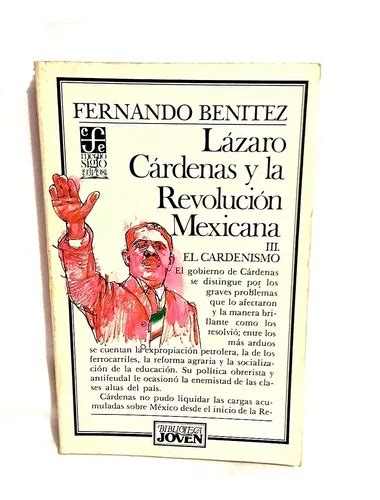 FERNANDO BENITEZ
cfe
medio
siglo
Lázaro
Cárdenas y la
Revolución
Mexicana
III.
EL CARDENISMO
El gobierno de Cárdenas
se distingue por los
graves problemas
que lo afectaron
y la manera bri-
llante como los
resolvió; entre los
más arduos
se cuentan la expropiación petrolera, la de los
ferrocarriles, la reforma agraria y la socializa-
ción de la educación. Su política obrerista y
antifeudal le ocasionó la enemistad de las cla-
ses altas del país.
Cárdenas no pudo liquidar las cargas acu-
muladas sobre México desde el inicio de la Re-
BIBLIOTECA
JOVEN